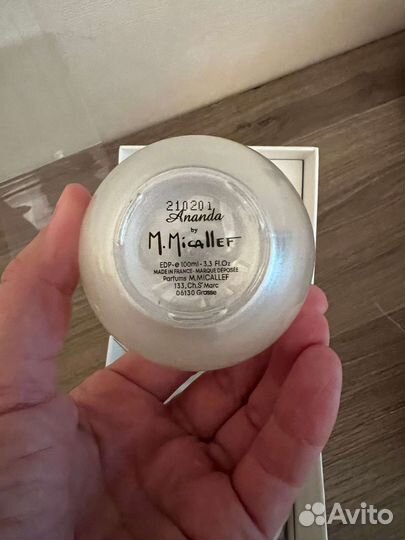 210201
Ananda
by
M.MicALLEF
EDP-e 100ml-3.3 Fl.Oz
MADE IN FRANCE - MARQUE DÉPOSÉE
Parfums M.MICALLEF
133, Ch.St Marc
06130 Grasse
Avito